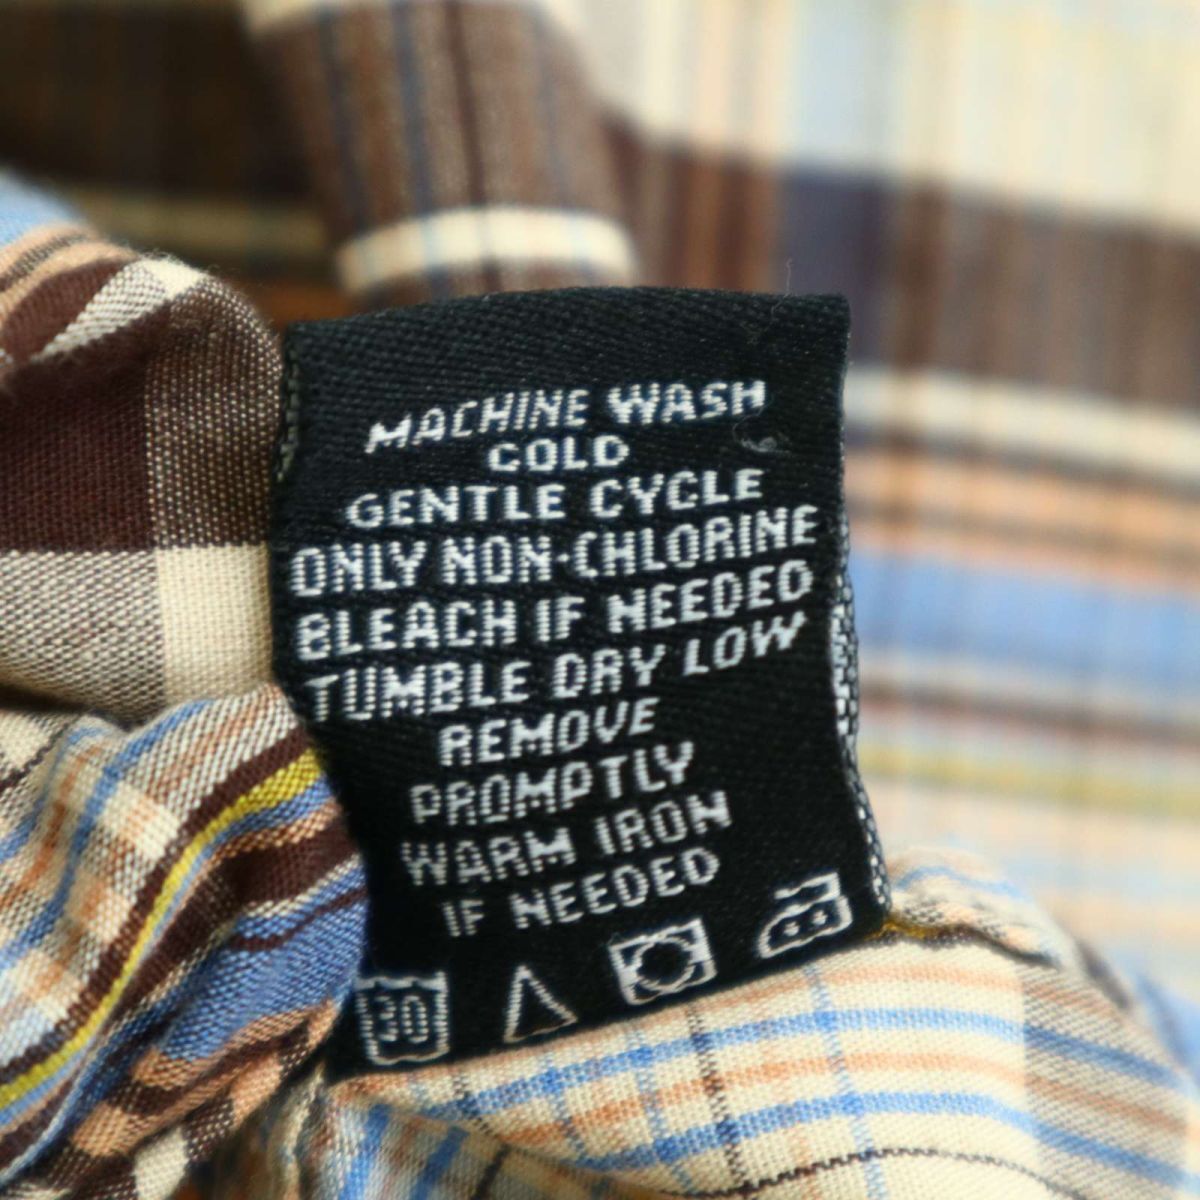 MACHINE WASH
COLD
GENTLE CYCLE
ONLY NON-CHLORINE
BLEACH IF NEEDED
TUMBLE DRY LOW
REMOVE
PROMPTLY
WARM IRON
IF NEEDED
30